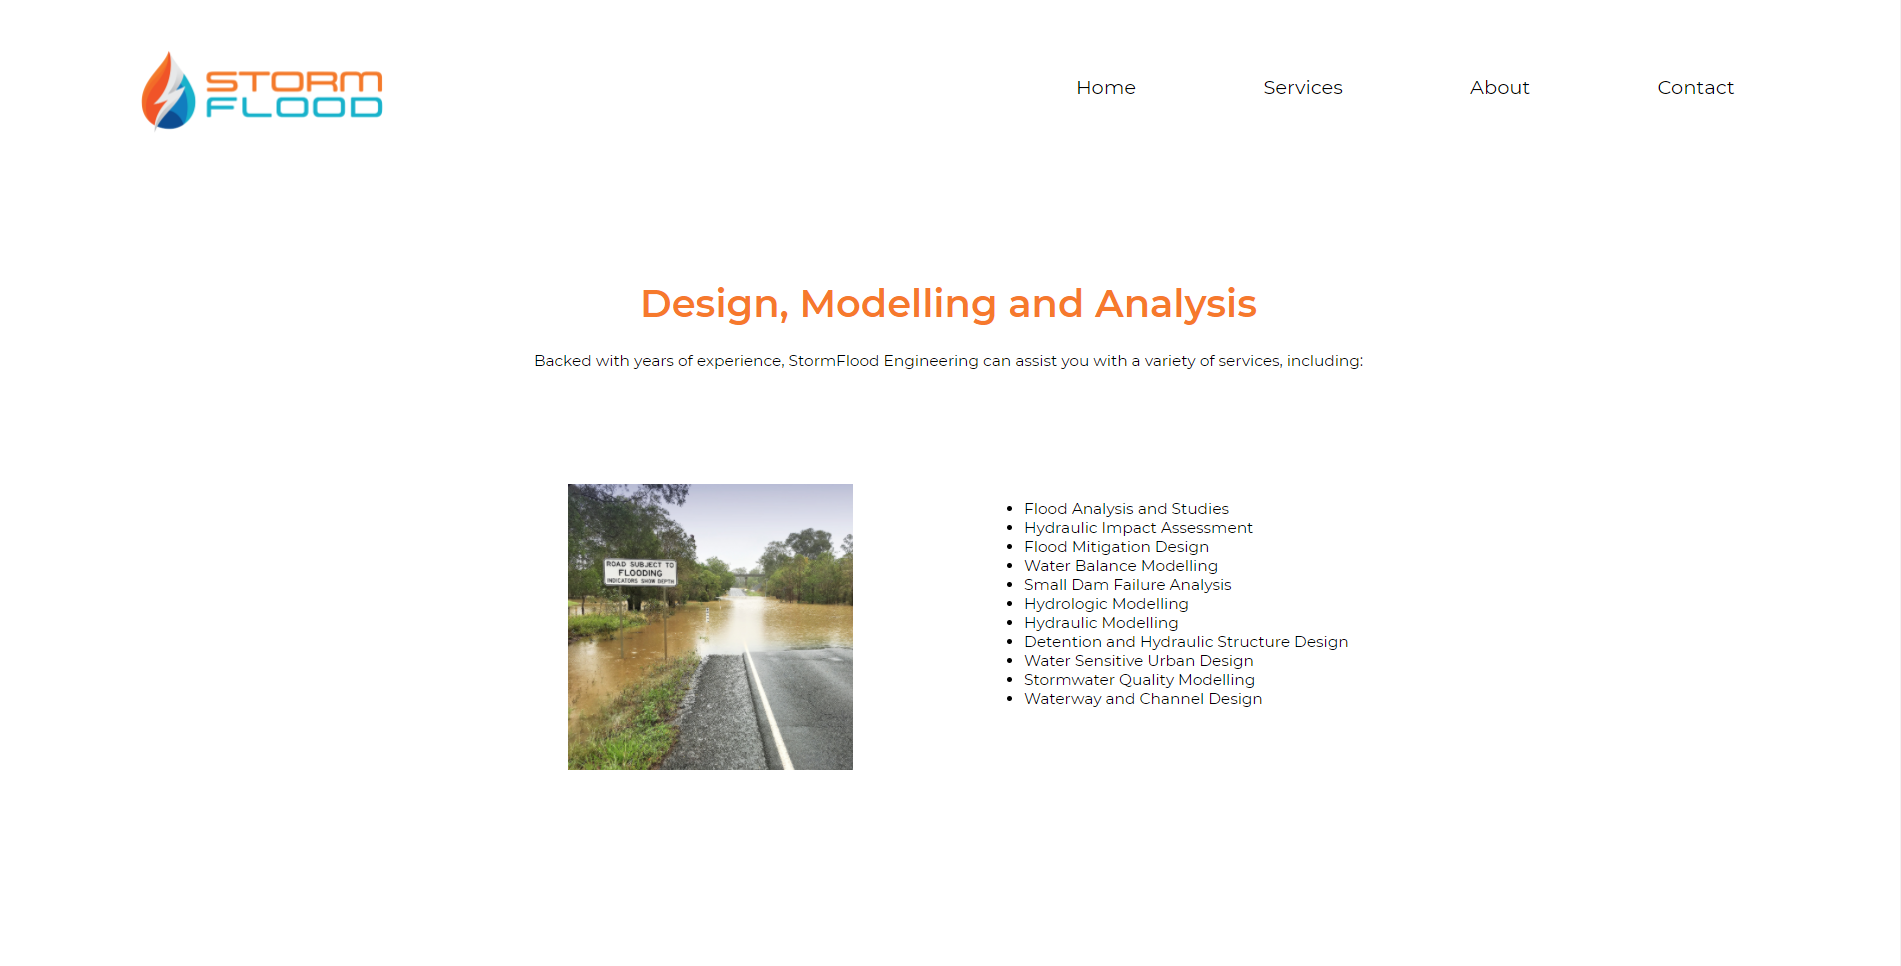 STORM
FLOOD
Home
Services
About
Contact
Design, Modelling and Analysis
Backed with years of experience, StormFlood Engineering can assist you with a variety of services, including:
ROAD SUBJECT TO
FLOODING
INDICATORS SHOW DEPTH
Flood Analysis and Studies
Hydraulic Impact Assessment
Flood Mitigation Design
Water Balance Modelling
Small Dam Failure Analysis
Hydrologic Modelling
Hydraulic Modelling
Detention and Hydraulic Structure Design
Water Sensitive Urban Design
Stormwater Quality Modelling
Waterway and Channel Design